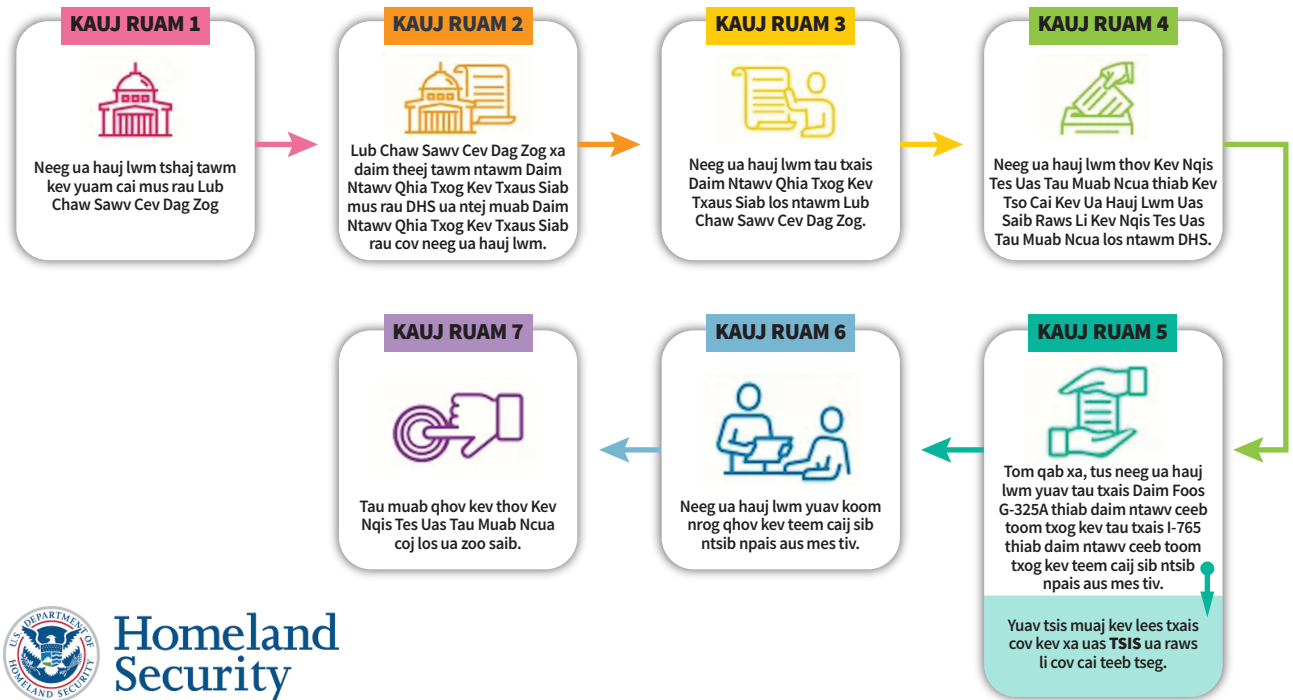 KAUJ RUAM 1
Neeg ua hauj lwm tshaj tawm
kev yuam cai mus rau Lub
Chaw Sawv Cev Dag Zog
KAUJ RUAM 2
Lub Chaw Sawv Cev Dag Zog xa
daim theej tawm ntawm Daim
Ntawv Qhia Txog Kev Txaus Siab
mus rau DHS ua ntej muab Daim
Ntawv Qhia Txog Kev Txaus Siab
rau cov neeg ua hauj lwm.
KAUJ RUAM 3
Neeg ua hauj lwm tau txais
Daim Ntawv Qhia Txog Kev
Txaus Siab los ntawm Lub
Chaw Sawv Cev Dag Zog.
KAUJ RUAM 4
Neeg ua hauj lwm thov Kev Nqis
Tes Uas Tau Muab Ncua thiab Kev
Tso Cai Kev Ua Hauj Lwm Uas
Saib Raws Li Kev Nqis Tes Uas
Tau Muab Ncua los ntawm DHS.
KAUJ RUAM 5
Tom qab xa, tus neeg ua hauj
lwm yuav tau txais Daim Foos
G-325A thiab daim ntawv ceeb
toom txog kev tau txais I-765
thiab daim ntawv ceeb toom
txog kev teem caij sib ntsib
npais aus mes tiv.
Yuav tsis muaj kev lees txais
cov kev xa uas TSIS ua raws
li cov cai teeb tseg.
KAUJ RUAM 6
Neeg ua hauj lwm yuav koom
nrog qhov kev teem caij sib
ntsib npais aus mes tiv.
KAUJ RUAM 7
Tau muab qhov kev thov Kev
Nqis Tes Uas Tau Muab Ncua
coj los ua zoo saib.
U.S. DEPARTMENT OF
HOMELAND SECURITY
Homeland
Security